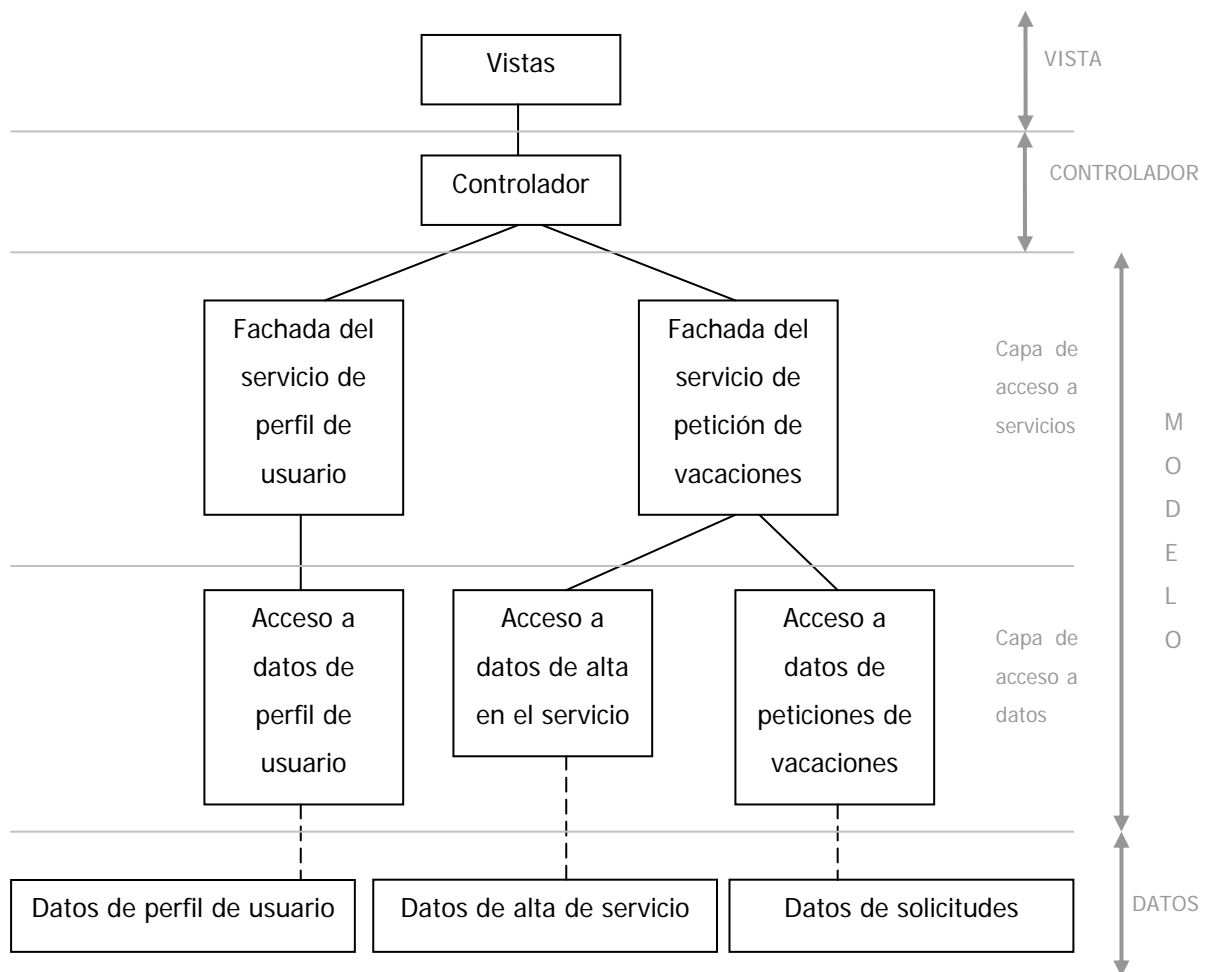 Vistas
VISTA
Controlador
CONTROLADOR
Fachada del
servicio de
perfil de
usuario
Fachada del
servicio de
petición de
vacaciones
Capa de
acceso a
servicios
M
O
D
E
L
O
Acceso a
datos de
perfil de
usuario
Acceso a
datos de alta
en el servicio
Acceso a
datos de
peticiones de
vacaciones
Capa de
acceso a
datos
Datos de perfil de usuario
Datos de alta de servicio
Datos de solicitudes
DATOS